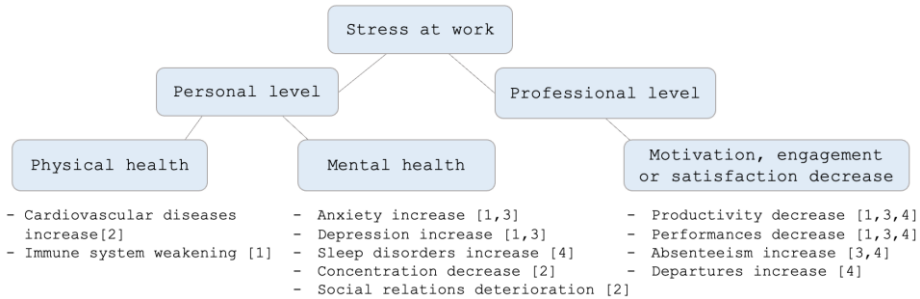 Stress at work
Personal level
Professional level
Physical health
Mental health
Motivation, engagement
or satisfaction decrease
- Cardiovascular diseases
increase[2]
- Immune system weakening [1]
- Anxiety increase [1,3]
- Depression increase [1,3]
- Sleep disorders increase [4]
- Concentration decrease [2]
- Social relations deterioration [2]
- Productivity decrease [1,3,4]
- Performances decrease [1,3,4]
- Absenteeism increase [3,4]
- Departures increase [4]